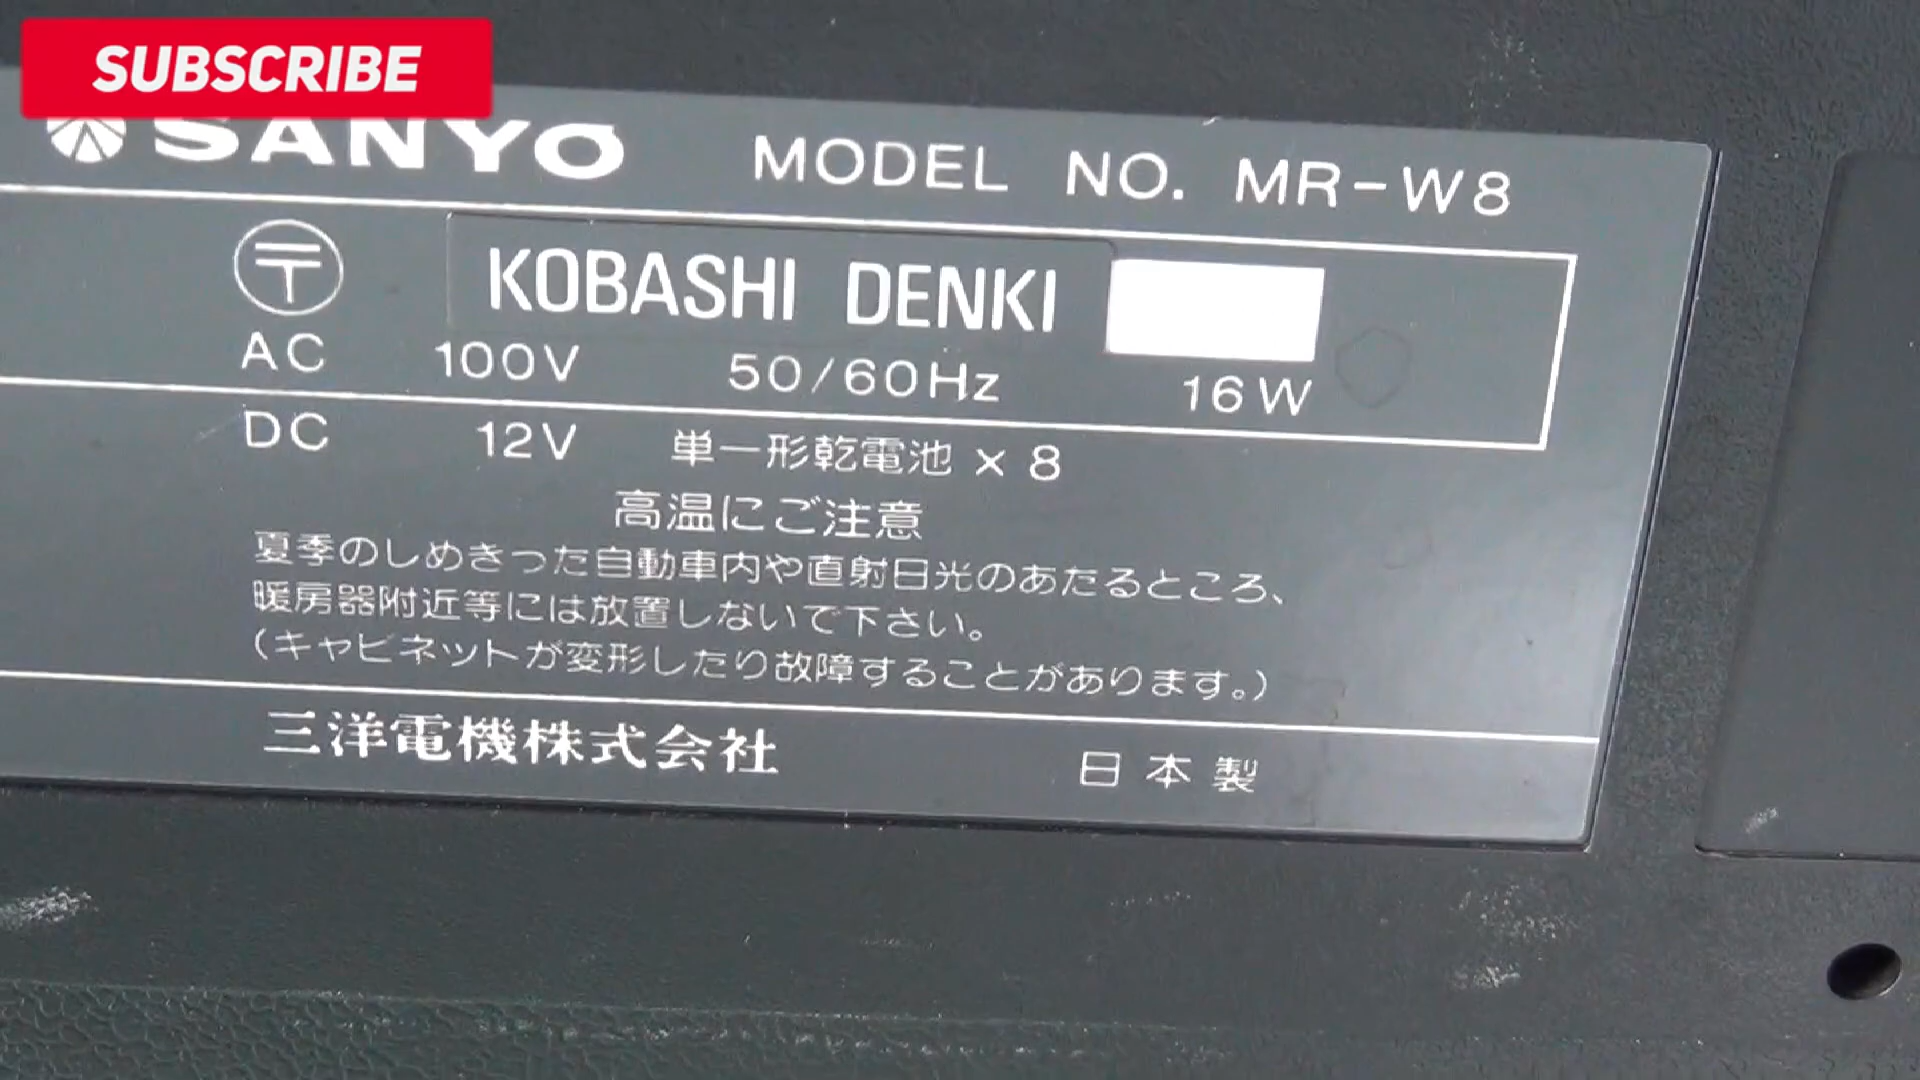 SUBSCRIBE
SANYO MODEL NO. MR-W8
KOBASHI DENKI
AC 100V 50/60Hz 16W
DC 12V 単一形乾電池 × 8
高温にご注意
夏季のしめきった自動車内や直射日光のあたるところ、
暖房器附近等には放置しないで下さい。
(キャビネットが変形したり故障することがあります。)
三洋電機株式会社 日本製